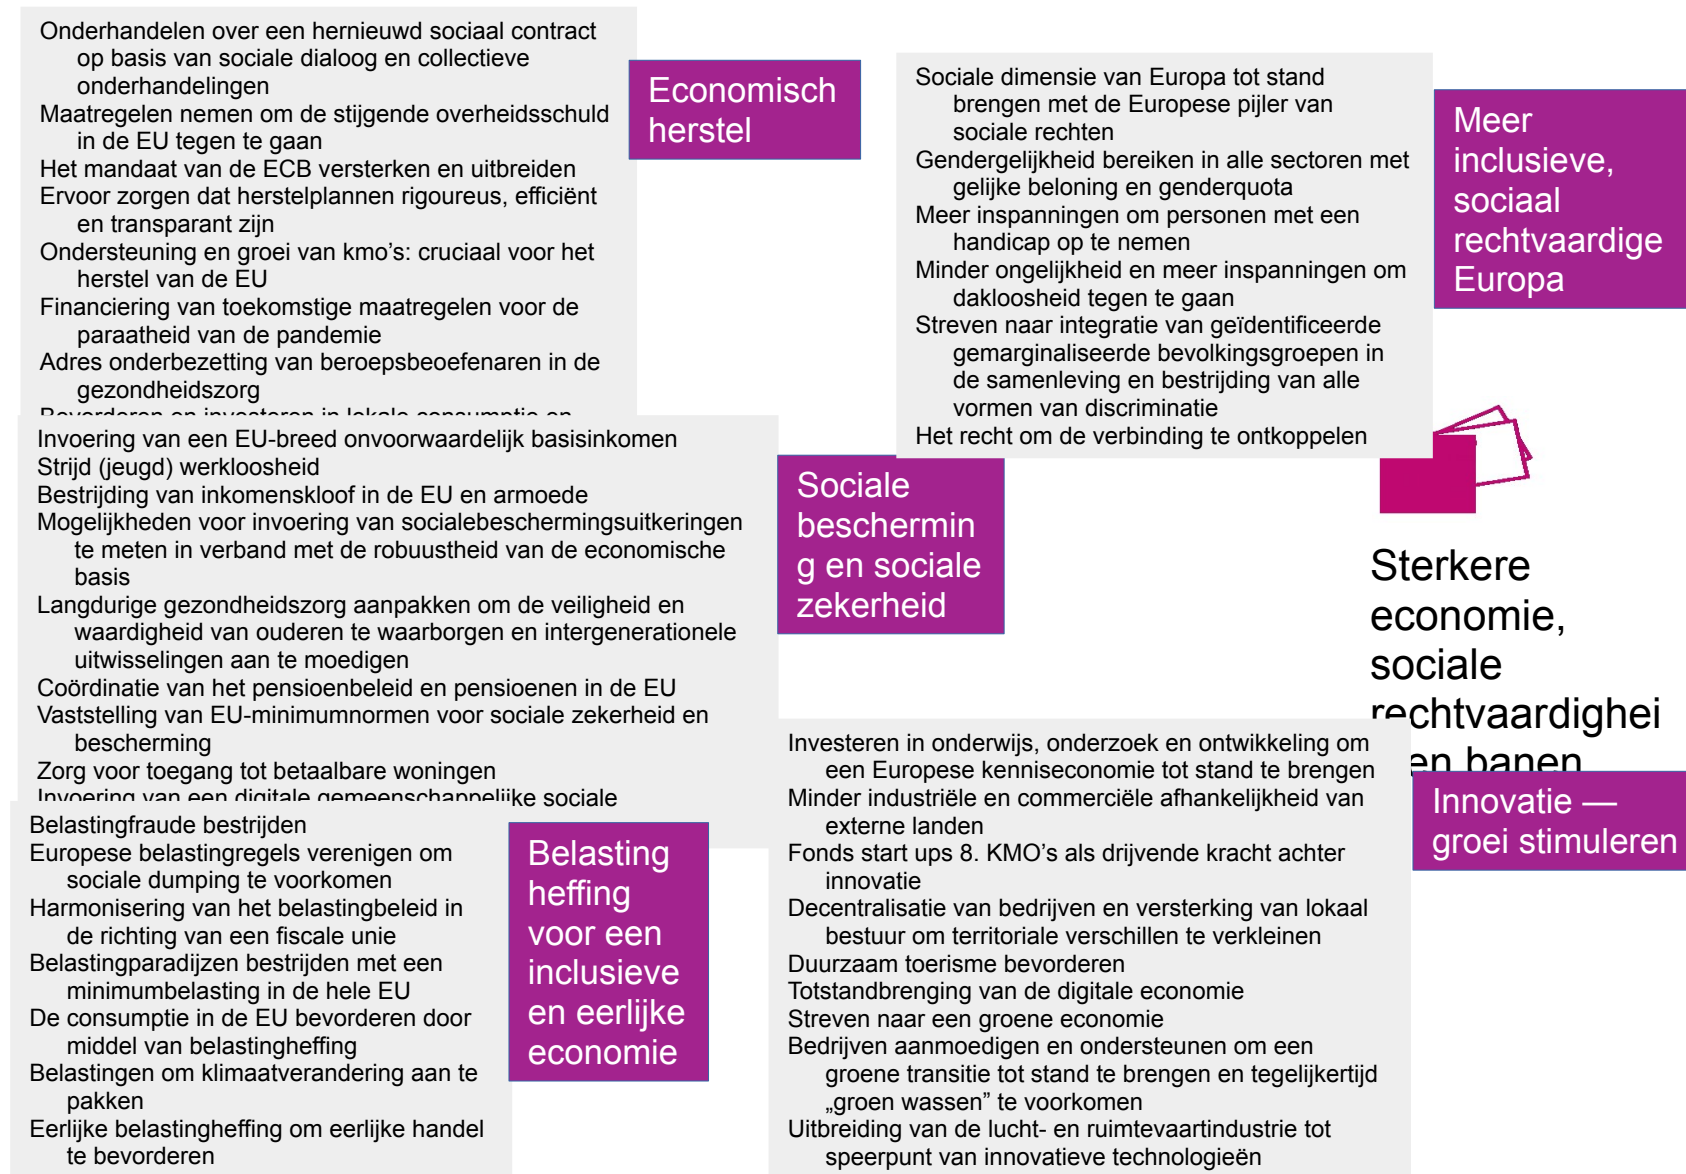 Onderhandelen over een hernieuwd sociaal contract
op basis van sociale dialoog en collectieve
onderhandelingen
Maatregelen nemen om de stijgende overheidsschuld
in de EU tegen te gaan
Het mandaat van de ECB versterken en uitbreiden
Ervoor zorgen dat herstelplannen rigoureus, efficiënt
en transparant zijn
Ondersteuning en groei van kmo's: cruciaal voor het
herstel van de EU
Financiering van toekomstige maatregelen voor de
paraatheid van de pandemie
Adres onderbezetting van beroepsbeoefenaren in de
gezondheidszorg
Bevorderen en investeren in lokale consumptie en
Economisch
herstel
Sociale dimensie van Europa tot stand
brengen met de Europese pijler van
sociale rechten
Gendergelijkheid bereiken in alle sectoren met
gelijke beloning en genderquota
Meer inspanningen om personen met een
handicap op te nemen
Minder ongelijkheid en meer inspanningen om
dakloosheid tegen te gaan
Streven naar integratie van geïdentificeerde
gemarginaliseerde bevolkingsgroepen in
de samenleving en bestrijding van alle
vormen van discriminatie
Het recht om de verbinding te ontkoppelen
Meer
inclusieve,
sociaal
rechtvaardige
Europa
Invoering van een EU-breed onvoorwaardelijk basisinkomen
Strijd (jeugd) werkloosheid
Bestrijding van inkomenskloof in de EU en armoede
Mogelijkheden voor invoering van socialebeschermingsuitkeringen
te meten in verband met de robuustheid van de economische
basis
Langdurige gezondheidszorg aanpakken om de veiligheid en
waardigheid van ouderen te waarborgen en intergenerationele
uitwisselingen aan te moedigen
Coördinatie van het pensioenbeleid en pensioenen in de EU
Vaststelling van EU-minimumnormen voor sociale zekerheid en
bescherming
Zorg voor toegang tot betaalbare woningen
Invoering van een digitale gemeenschappelijke sociale
Sociale
beschermin
g en sociale
zekerheid
Sterkere
economie,
sociale
rechtvaardighei
en banen
Belastingfraude bestrijden
Europese belastingregels verenigen om
sociale dumping te voorkomen
Harmonisering van het belastingbeleid in
de richting van een fiscale unie
Belastingparadijzen bestrijden met een
minimumbelasting in de hele EU
De consumptie in de EU bevorderen door
middel van belastingheffing
Belastingen om klimaatverandering aan te
pakken
Eerlijke belastingheffing om eerlijke handel
te bevorderen
Belasting
heffing
voor een
inclusieve
en eerlijke
economie
Investeren in onderwijs, onderzoek en ontwikkeling om
een Europese kenniseconomie tot stand te brengen
Minder industriële en commerciële afhankelijkheid van
externe landen
Fonds start ups 8. KMO's als drijvende kracht achter
innovatie
Decentralisatie van bedrijven en versterking van lokaal
bestuur om territoriale verschillen te verkleinen
Duurzaam toerisme bevorderen
Totstandbrenging van de digitale economie
Streven naar een groene economie
Bedrijven aanmoedigen en ondersteunen om een
groene transitie tot stand te brengen en tegelijkertijd
„groen wassen” te voorkomen
Uitbreiding van de lucht- en ruimtevaartindustrie tot
speerpunt van innovatieve technologieën
Innovatie —
groei stimuleren